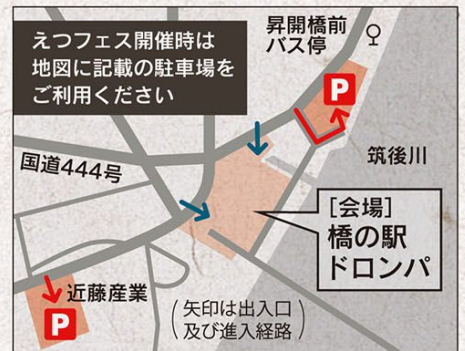 えつフェス開催時は
地図に記載の駐車場を
ご利用ください
昇開橋前
バス停
P
国道444号
筑後川
[会場]
橋の駅
ドロンパ
近藤産業
P
(矢印は出入口
及び進入経路)